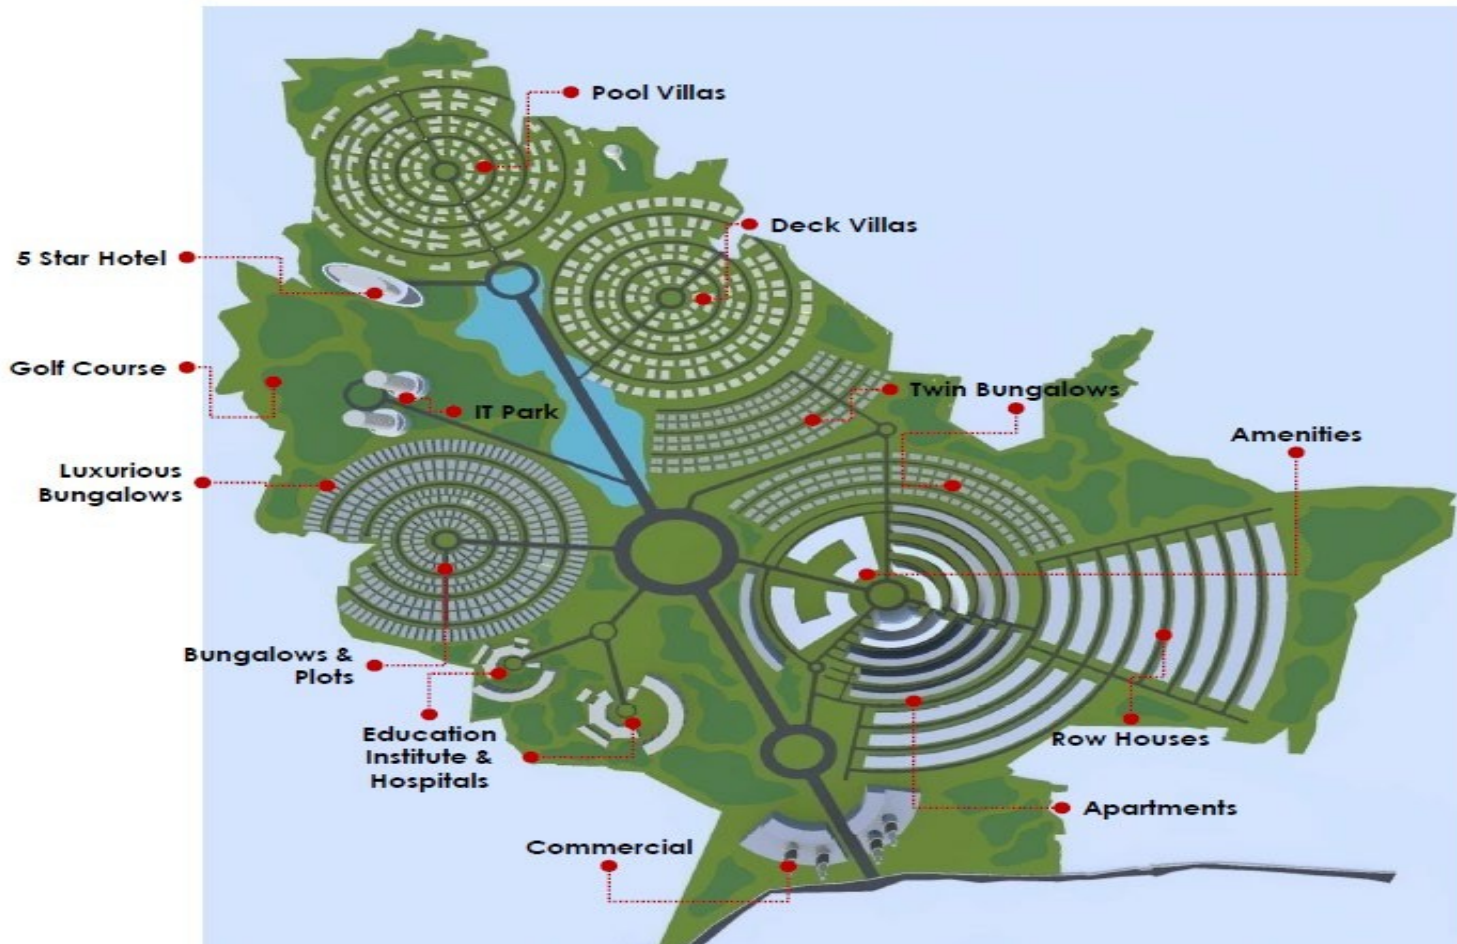 Pool Villas
Deck Villas
5 Star Hotel
Golf Course
IT Park
Twin Bungalows
Amenities
Luxurious
Bungalows
Bungalows &
Plots
Education
Institute &
Hospitals
Row Houses
Apartments
Commercial